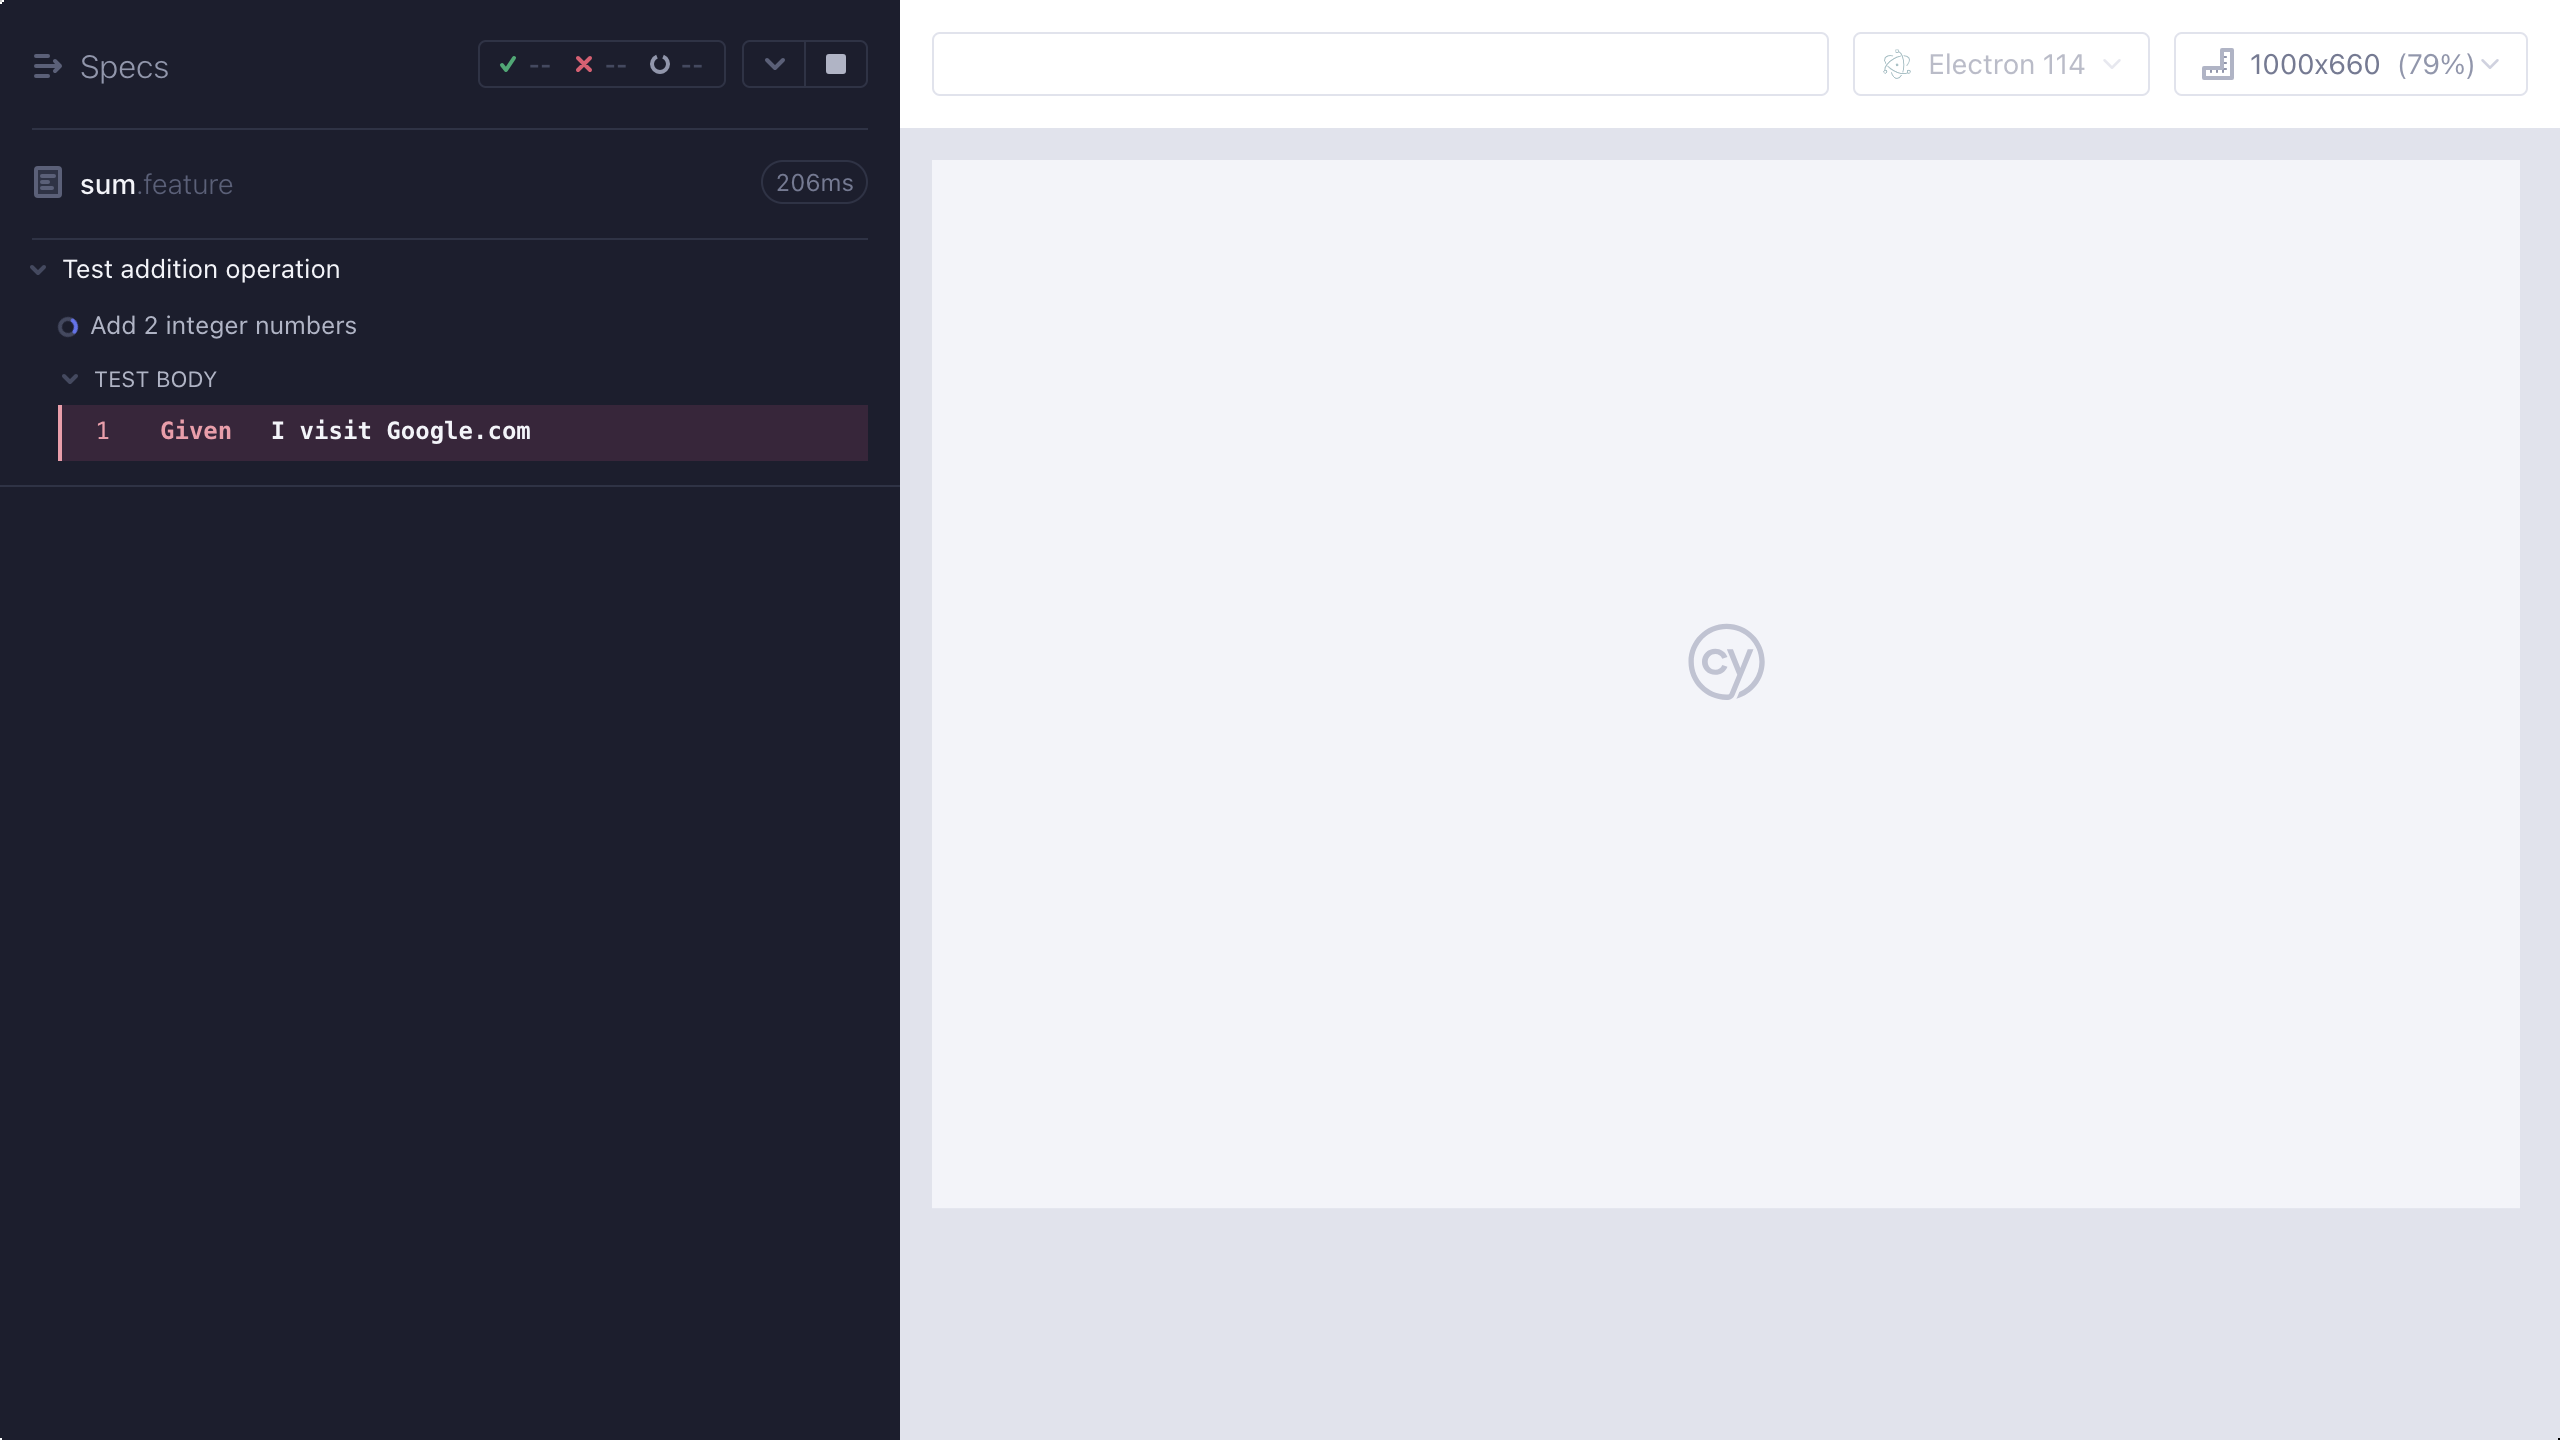 Specs
--
--
--
sum.feature
206ms
Test addition operation
Add 2 integer numbers
TEST BODY
1 Given I visit Google.com
Electron 114
1000x660 (79%)
cy